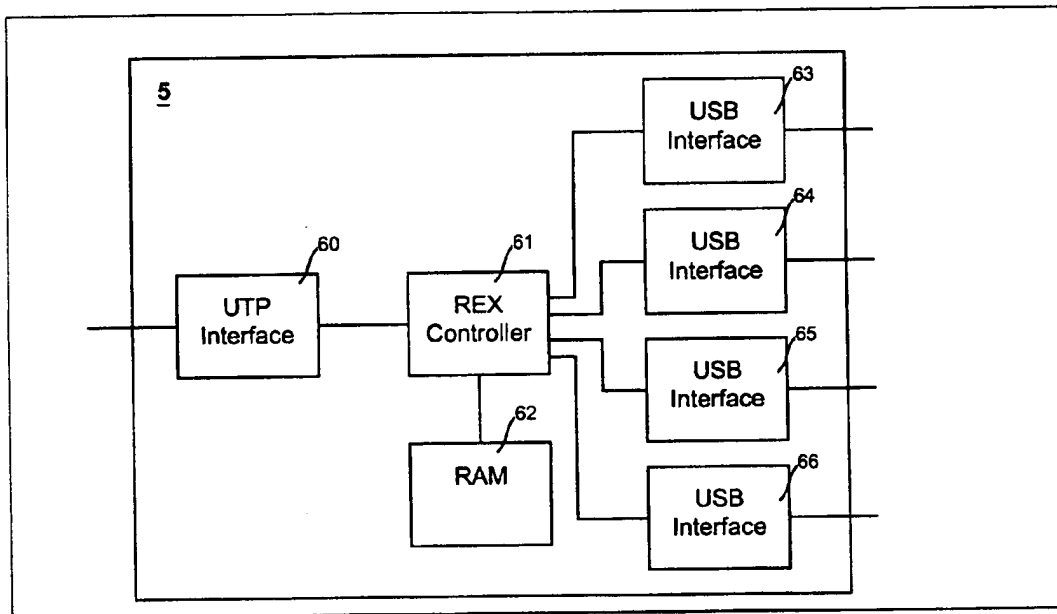 5
63
USB
Interface
64
USB
Interface
60
UTP
Interface
61
REX
Controller
65
USB
Interface
62
RAM
66
USB
Interface